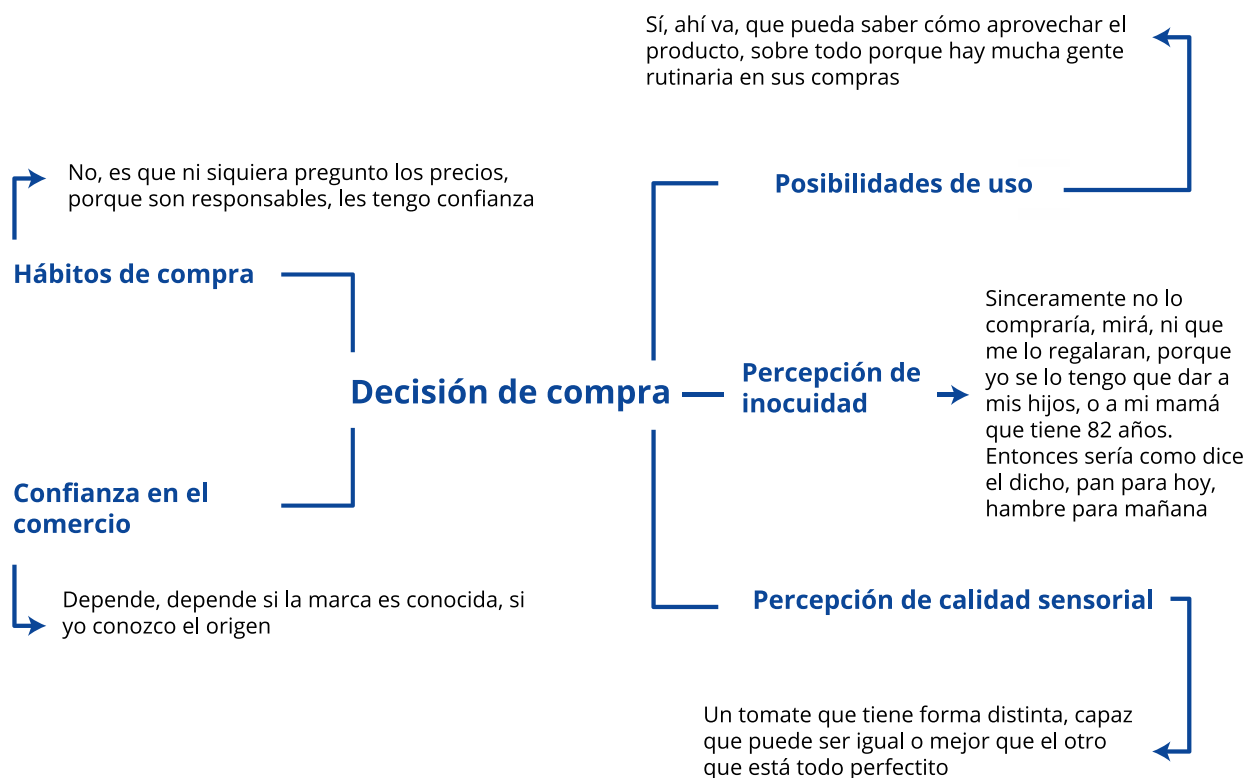 Sí, ahí va, que pueda saber cómo aprovechar el
producto, sobre todo porque hay mucha gente
rutinaria en sus compras
No, es que ni siquiera pregunto los precios,
porque son responsables, les tengo confianza
Posibilidades de uso
Hábitos de compra
Sinceramente no lo
compraría, mirá, ni que
me lo regalaran, porque
yo se lo tengo que dar a
mis hijos, o a mi mamá
que tiene 82 años.
Entonces sería como dice
el dicho, pan para hoy,
hambre para mañana
Decisión de compra
Percepción de
inocuidad
Confianza en el
comercio
Depende, depende si la marca es conocida, si
yo conozco el origen
Percepción de calidad sensorial
Un tomate que tiene forma distinta, capaz
que puede ser igual o mejor que el otro
que está todo perfectito